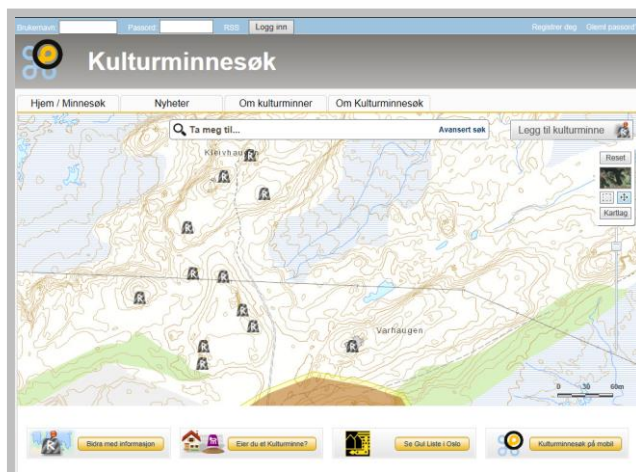 Brukernavn: Passord: RSS Logg inn Registrer deg Glemt passord?
Kulturminnesøk
Hjem / Minnesøk Nyheter Om kulturminner Om Kulturminnesøk
Ta meg til... Avansert søk Legg til kulturminne
Kleivhaugen
Reset
Kartlag
Varhaugen
0 30 60m
Bidra med informasjon Eier du et Kulturminne? Se Gul Liste i Oslo Kulturminnesøk på mobil